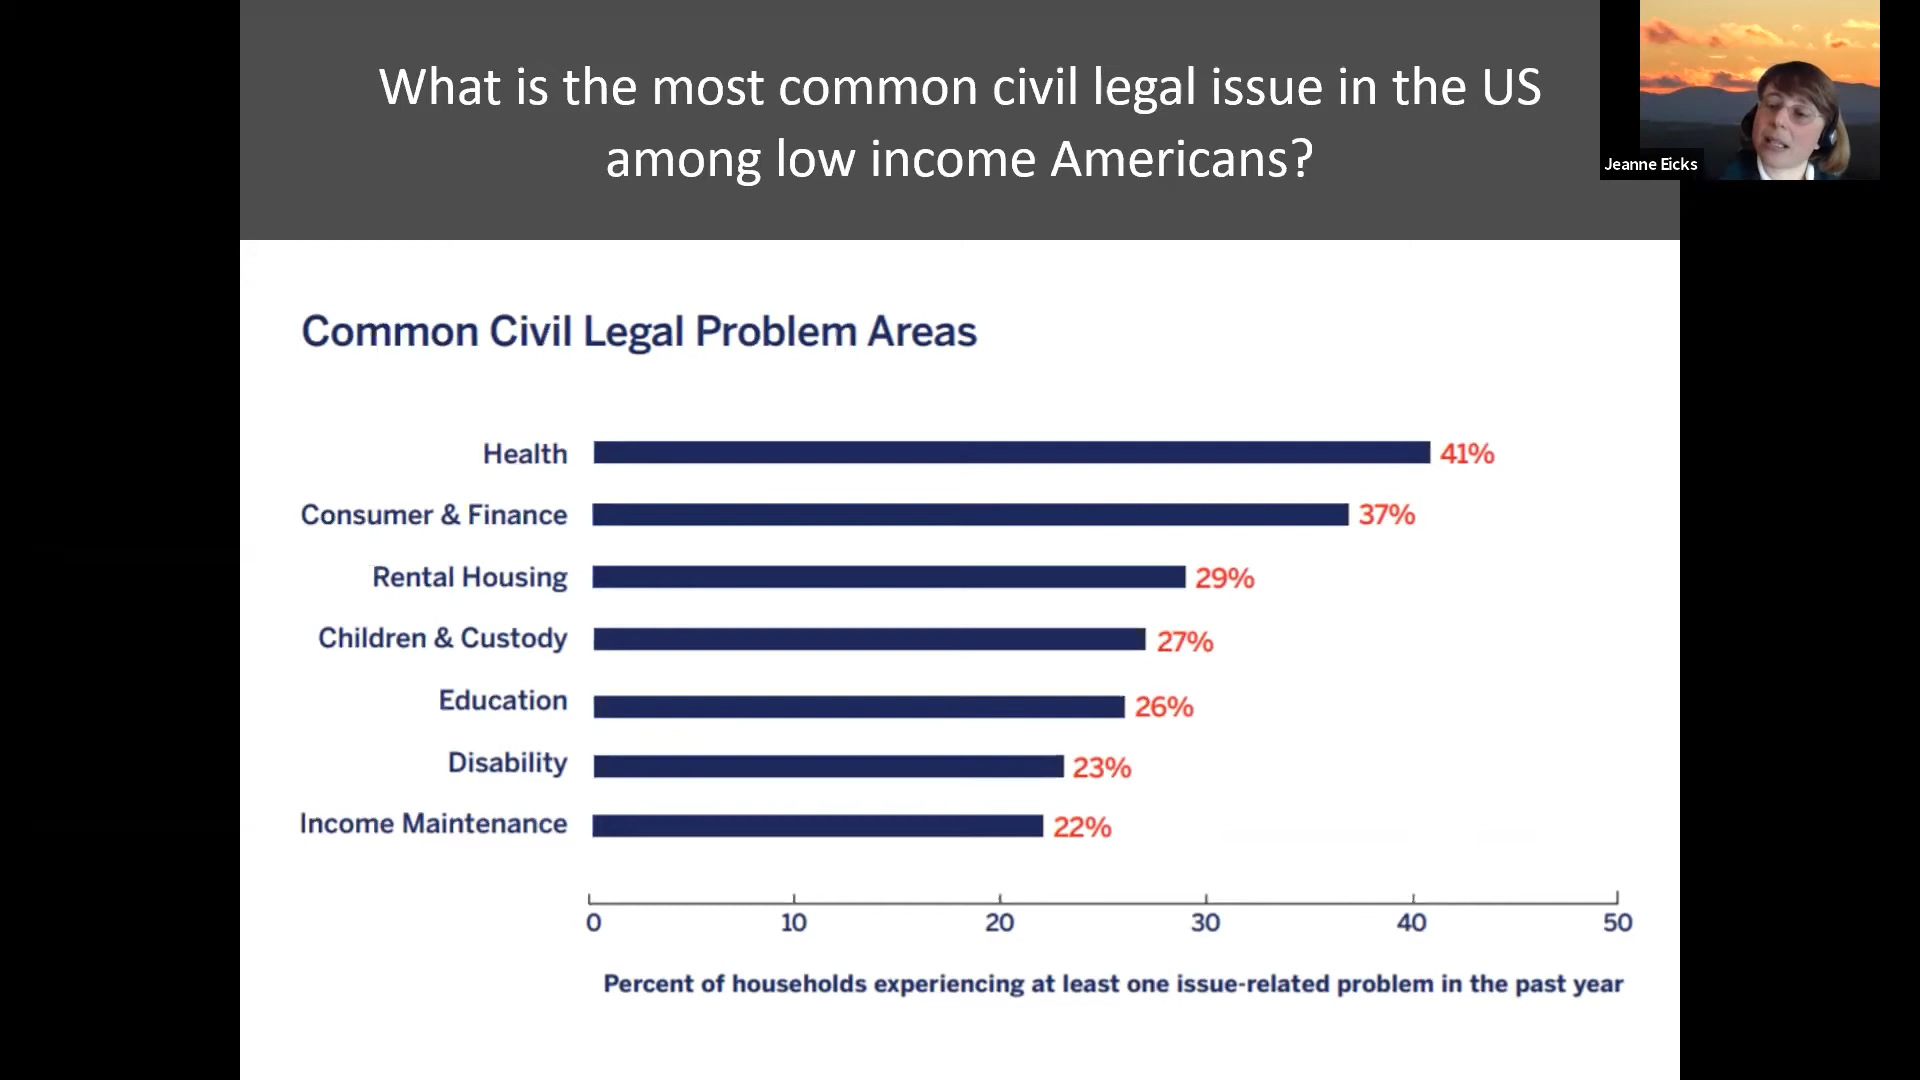 What is the most common civil legal issue in the US
among low income Americans?
Jeanne Eicks
Common Civil Legal Problem Areas
Health 41%
Consumer & Finance 37%
Rental Housing 29%
Children & Custody 27%
Education 26%
Disability 23%
Income Maintenance 22%
0 10 20 30 40 50
Percent of households experiencing at least one issue-related problem in the past year